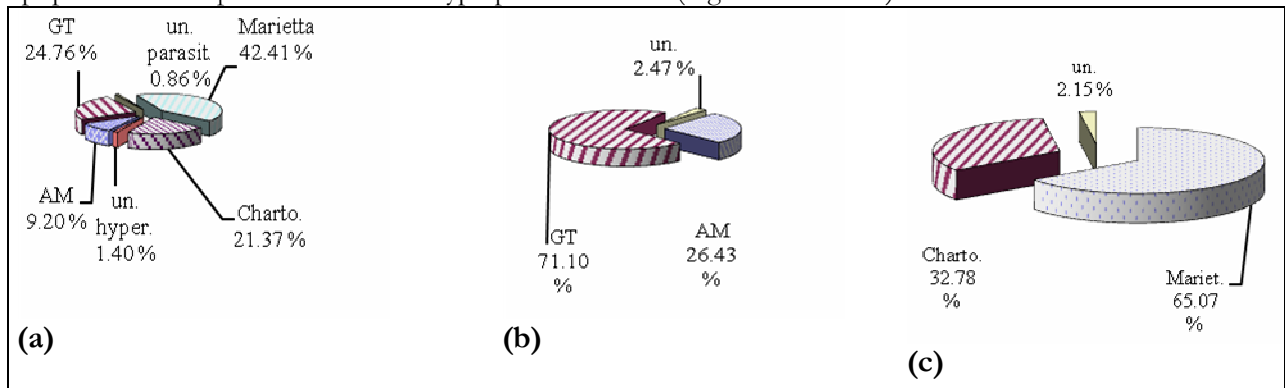 GT
24.76%
un.
parasit.
0.86%
Marietta
42.41%
AM
9.20%
un.
hyper.
1.40%
Charto.
21.37%
(a)
un.
2.47%
GT
71.10
%
AM
26.43
%
(b)
un.
2.15%
Charto.
32.78
%
Mariet.
65.07
%
(c)